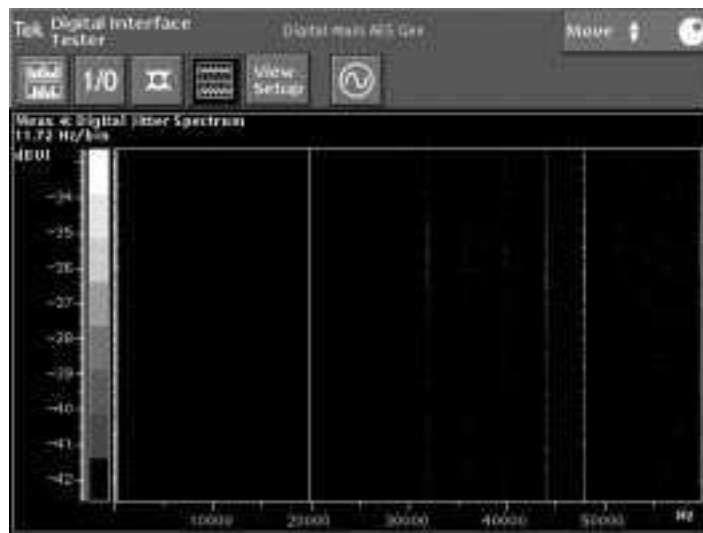 Tek Digital Interface
Tester
Digital Main AES Gen
Move
1/0
View
Setup
Meas 4: Digital Jitter Spectrum
11.72 Hz/bin
dBUI
-34
-35
-36
-37
-38
-39
-40
-41
-42
10000 20000 30000 40000 50000 Hz